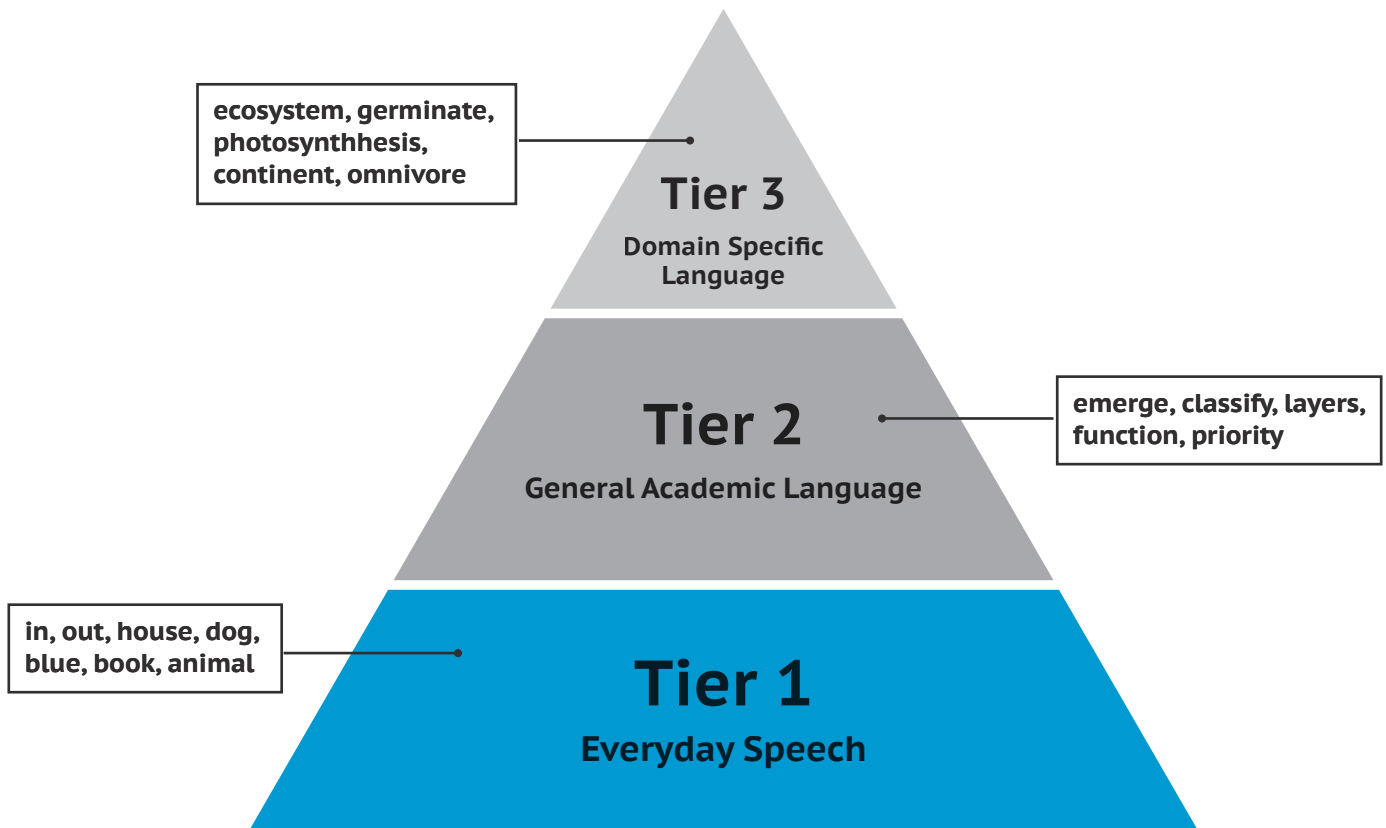 ecosystem, germinate,
photosynthhesis,
continent, omnivore
Tier 3
Domain Specific
Language
emerge, classify, layers,
function, priority
Tier 2
General Academic Language
in, out, house, dog,
blue, book, animal
Tier 1
Everyday Speech